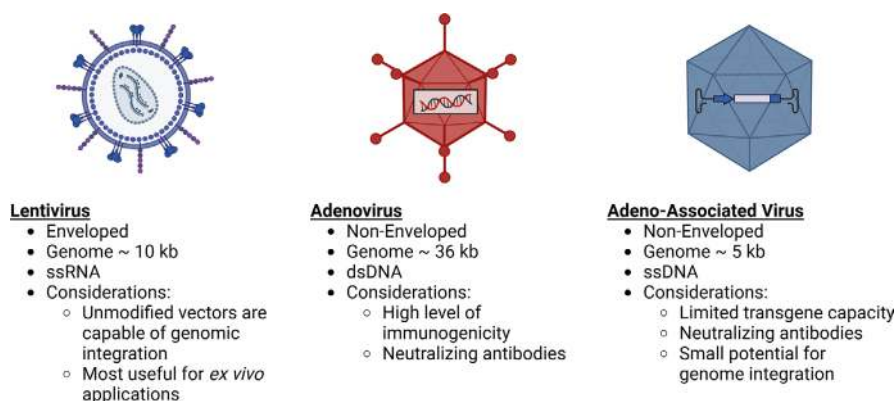 Lentivirus
• Enveloped
• Genome ~ 10 kb
• ssRNA
• Considerations:
○ Unmodified vectors are
capable of genomic
integration
○ Most useful for ex vivo
applications
Adenovirus
• Non-Enveloped
• Genome ~ 36 kb
• dsDNA
• Considerations:
○ High level of
immunogenicity
○ Neutralizing antibodies
Adeno-Associated Virus
• Non-Enveloped
• Genome ~ 5 kb
• ssDNA
• Considerations:
○ Limited transgene capacity
○ Neutralizing antibodies
○ Small potential for
genome integration